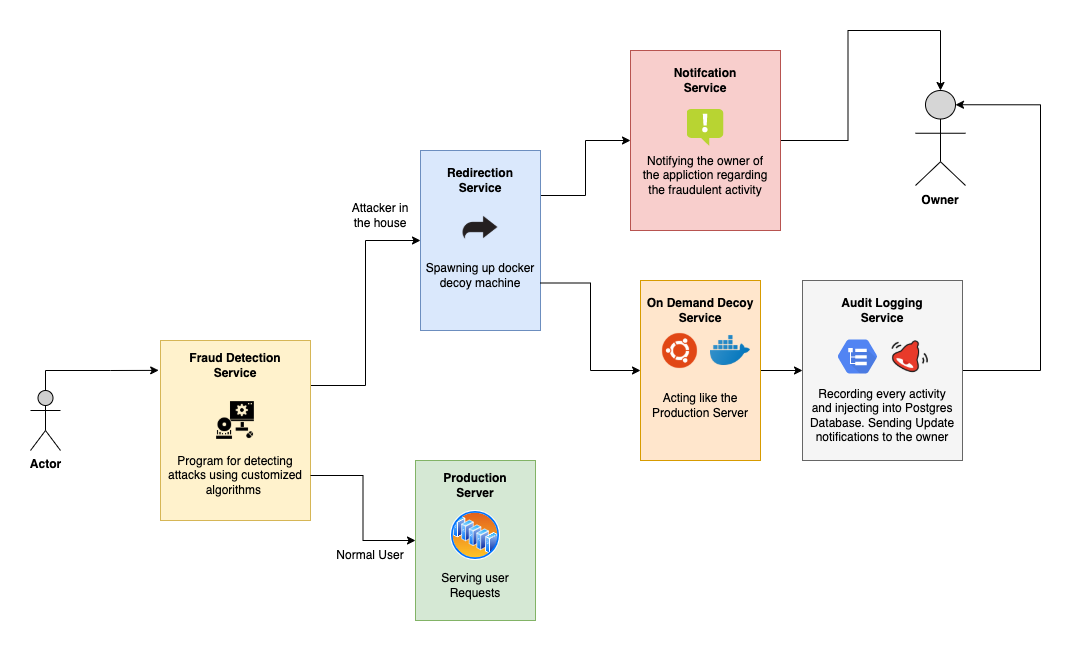 Notifcation
Service
Notifying the owner of
the appliction regarding
the fraudulent activity
Owner
Redirection
Service
Spawning up docker
decoy machine
Attacker in
the house
On Demand Decoy
Service
Acting like the
Production Server
Audit Logging
Service
Recording every activity
and injecting into Postgres
Database. Sending Update
notifications to the owner
Fraud Detection
Service
Program for detecting
attacks using customized
algorithms
Actor
Production
Server
Serving user
Requests
Normal User